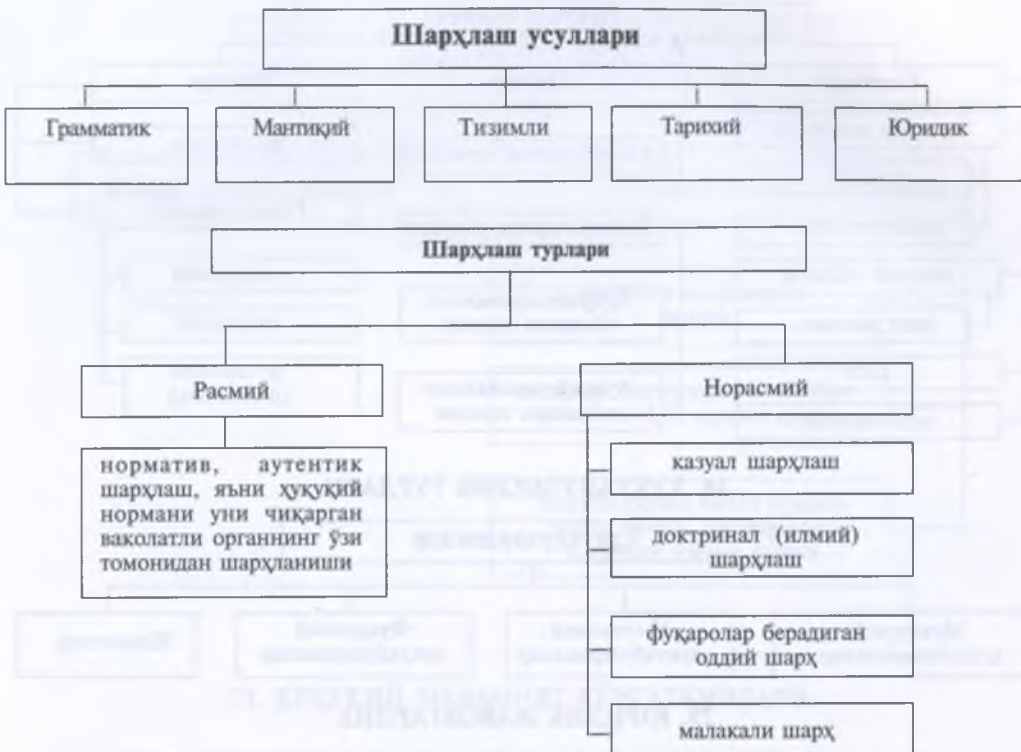 Шарҳлаш усуллари
Грамматик
Мантиқий
Тизимли
Тарихий
Юридик
Шарҳлаш турлари
Расмий
Норасмий
норматив, аутентик
шарҳлаш, яъни ҳуқуқий
нормани уни чиқарган
ваколатли органнинг ўзи
томонидан шарҳланиши
казуал шарҳлаш
доктринал (илмий)
шарҳлаш
фуқаролар берадиган
оддий шарҳ
малакали шарҳ